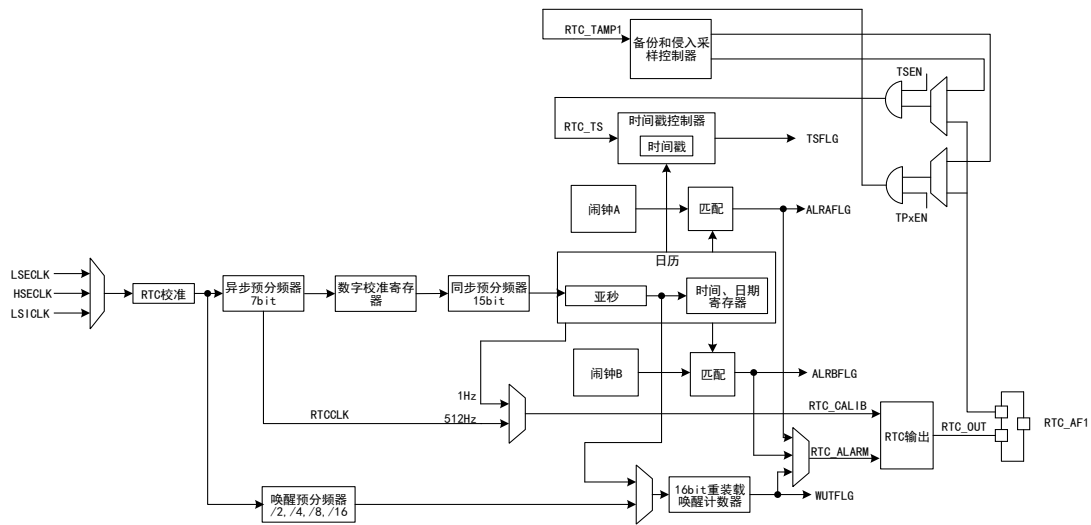 RTC_TAMP1
备份和侵入采
样控制器
TSEN
RTC_TS
时间戳控制器
时间戳
TSFLG
TPxEN
闹钟A
匹配
ALRAFLG
日历
LSECLK
HSECLK
LSICLK
RTC校准
异步预分频器
7bit
数字校准寄存
器
同步预分频器
15bit
亚秒
时间、日期
寄存器
闹钟B
匹配
ALRBFLG
1Hz
RTCCLK
512Hz
RTC_CALIB
RTC_ALARM
RTC输出
RTC_OUT
RTC_AF1
唤醒预分频器
/2,/4,/8,/16
16bit重装载
唤醒计数器
WUTFLG